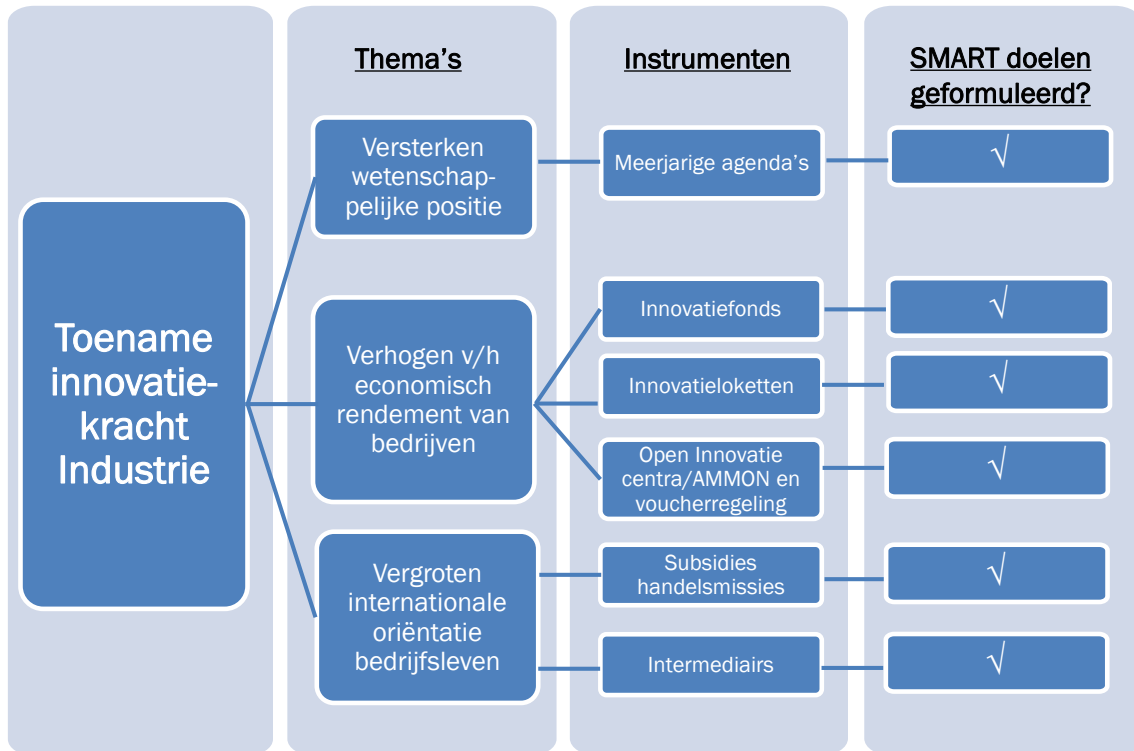 Thema's
Instrumenten
SMART doelen
geformuleerd?
Toename
innovatie-
kracht
Industrie
Versterken
wetenschap-
pelijke positie
Meerjarige agenda's
√
Verhogen v/h
economisch
rendement van
bedrijven
Innovatiefonds
√
Innovatieloketten
√
Open Innovatie
centra/AMMON en
voucherregeling
√
Vergroten
internationale
oriëntatie
bedrijfsleven
Subsidies
handelsmissies
√
Intermediairs
√